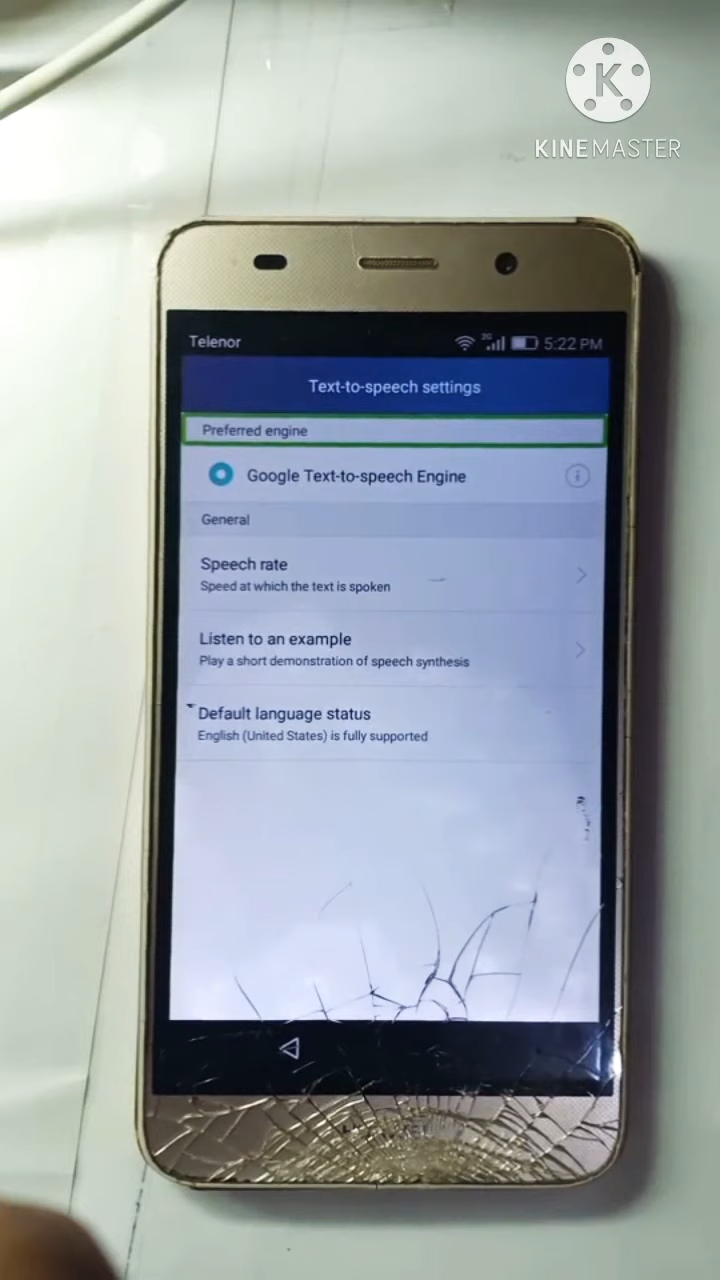 K
KINEMASTER
Telenor
2G
5:22 PM
Text-to-speech settings
Preferred engine
Google Text-to-speech Engine
General
Speech rate
Speed at which the text is spoken
Listen to an example
Play a short demonstration of speech synthesis
Default language status
English (United States) is fully supported